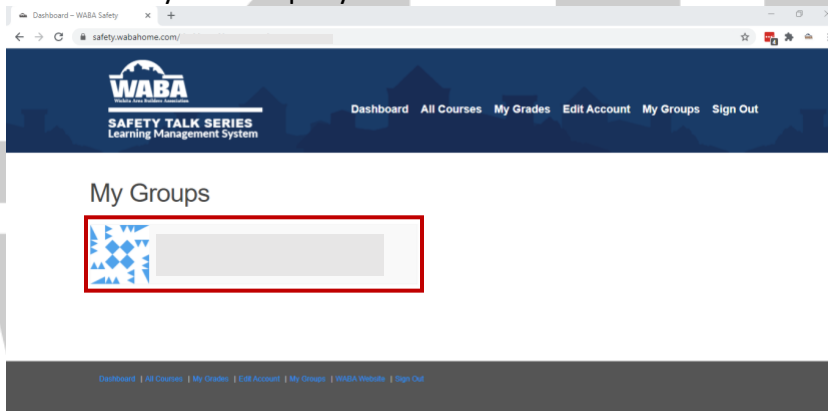 Dashboard – WABA Safety
safety.wabahome.com/
WABA
Wichita Area Builders Association
SAFETY TALK SERIES
Learning Management System
Dashboard All Courses My Grades Edit Account My Groups Sign Out
My Groups
Dashboard | All Courses | My Grades | Edit Account | My Groups | WABA Website | Sign Out